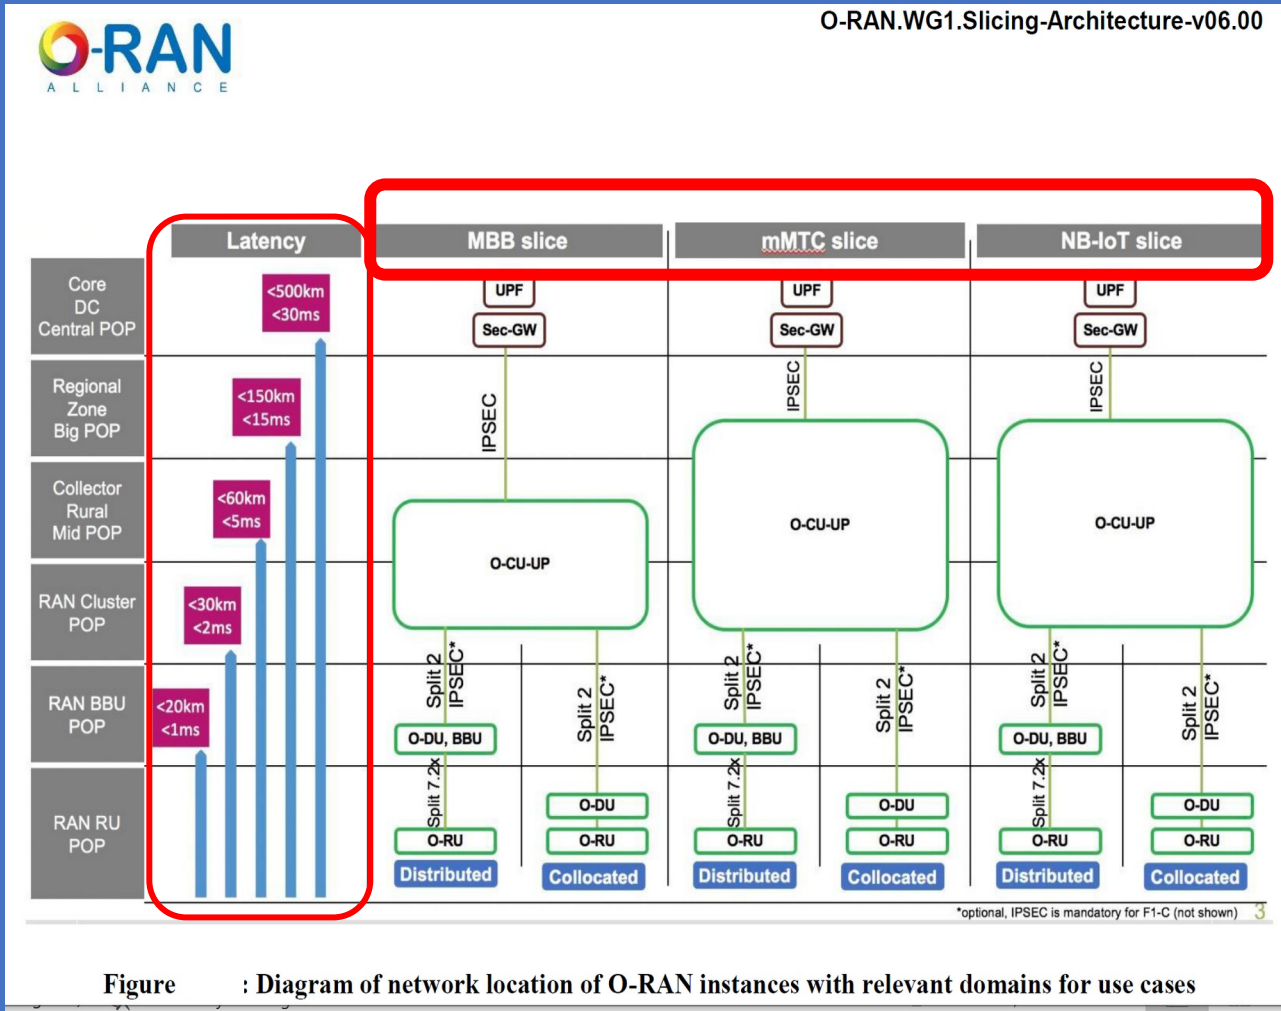 O-RAN
ALLIANCE
O-RAN.WG1.Slicing-Architecture-v06.00
Latency
MBB slice
mMTC slice
NB-IoT slice
Core
DC
Central POP
<500km
<30ms
UPF
Sec-GW
UPF
Sec-GW
UPF
Sec-GW
Regional
Zone
Big POP
<150km
<15ms
IPSEC
IPSEC
IPSEC
Collector
Rural
Mid POP
<60km
<5ms
O-CU-UP
O-CU-UP
O-CU-UP
RAN Cluster
POP
<30km
<2ms
RAN BBU
POP
<20km
<1ms
Split 2
IPSEC*
Split 2
IPSEC*
Split 2
IPSEC*
Split 2
IPSEC*
Split 2
IPSEC*
Split 2
IPSEC*
O-DU, BBU
O-DU, BBU
O-DU, BBU
RAN RU
POP
Split 7.2x
O-DU
Split 7.2x
O-DU
Split 7.2x
O-DU
O-RU
O-RU
O-RU
O-RU
O-RU
O-RU
Distributed
Collocated
Distributed
Collocated
Distributed
Collocated
*optional, IPSEC is mandatory for F1-C (not shown)
3
Figure : Diagram of network location of O-RAN instances with relevant domains for use cases